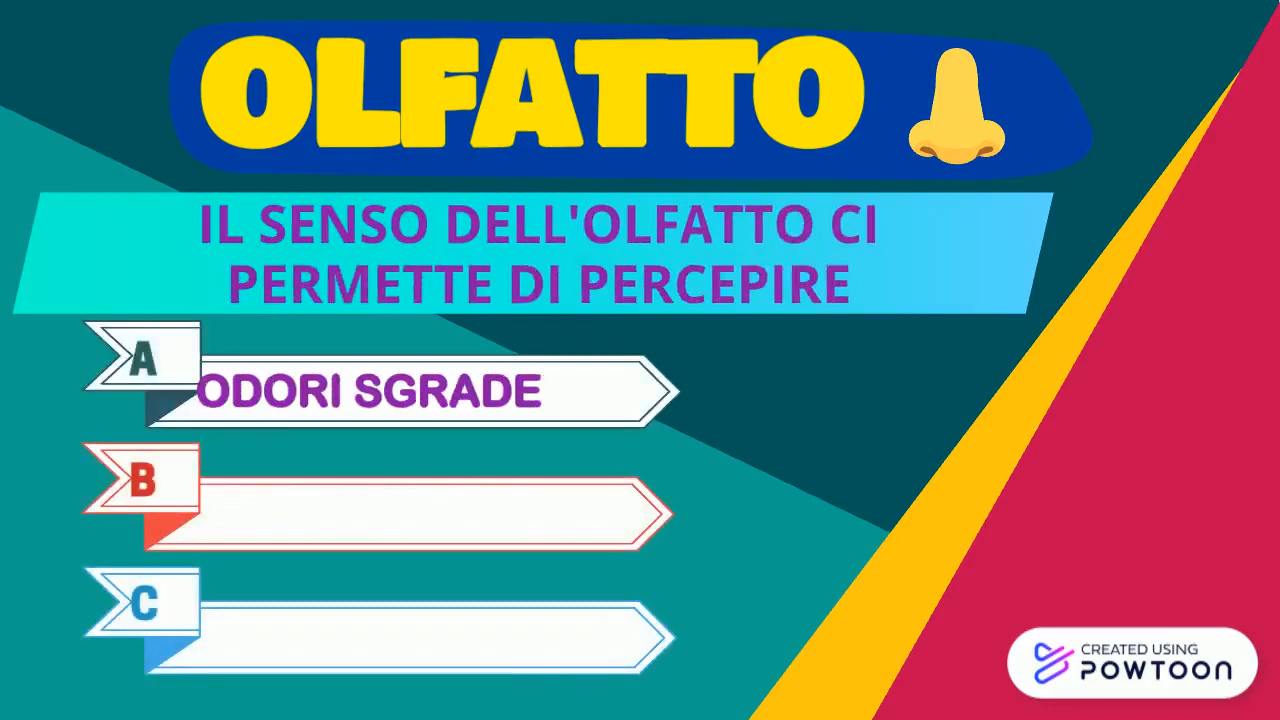 OLFATTO
IL SENSO DELL'OLFATTO CI
PERMETTE DI PERCEPIRE
A
ODORI SGRADE
B
C
CREATED USING
POWTOON